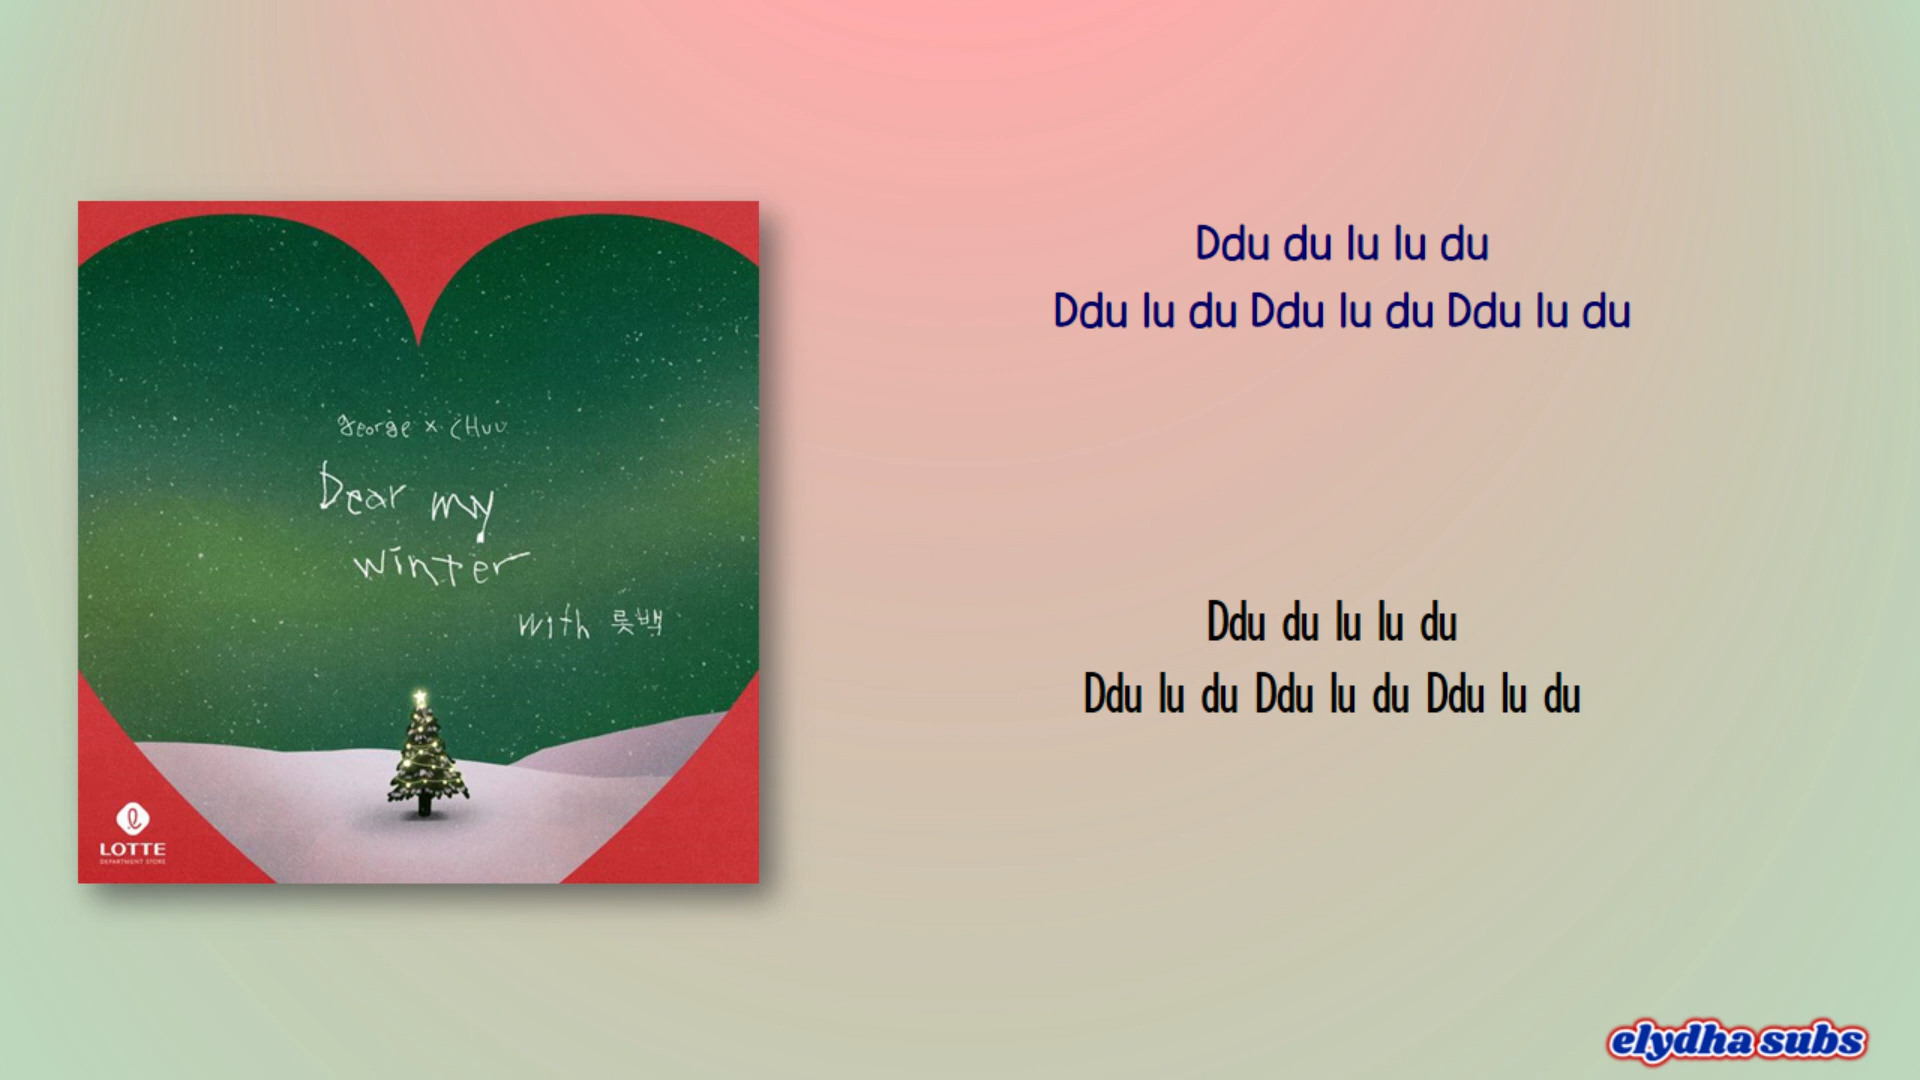 george x CHUU
Dear my
winter
with 롯백
LOTTE
DEPARTMENT STORE
Ddu du lu lu du
Ddu lu du Ddu lu du Ddu lu du
Ddu du lu lu du
Ddu lu du Ddu lu du Ddu lu du
elydha subs